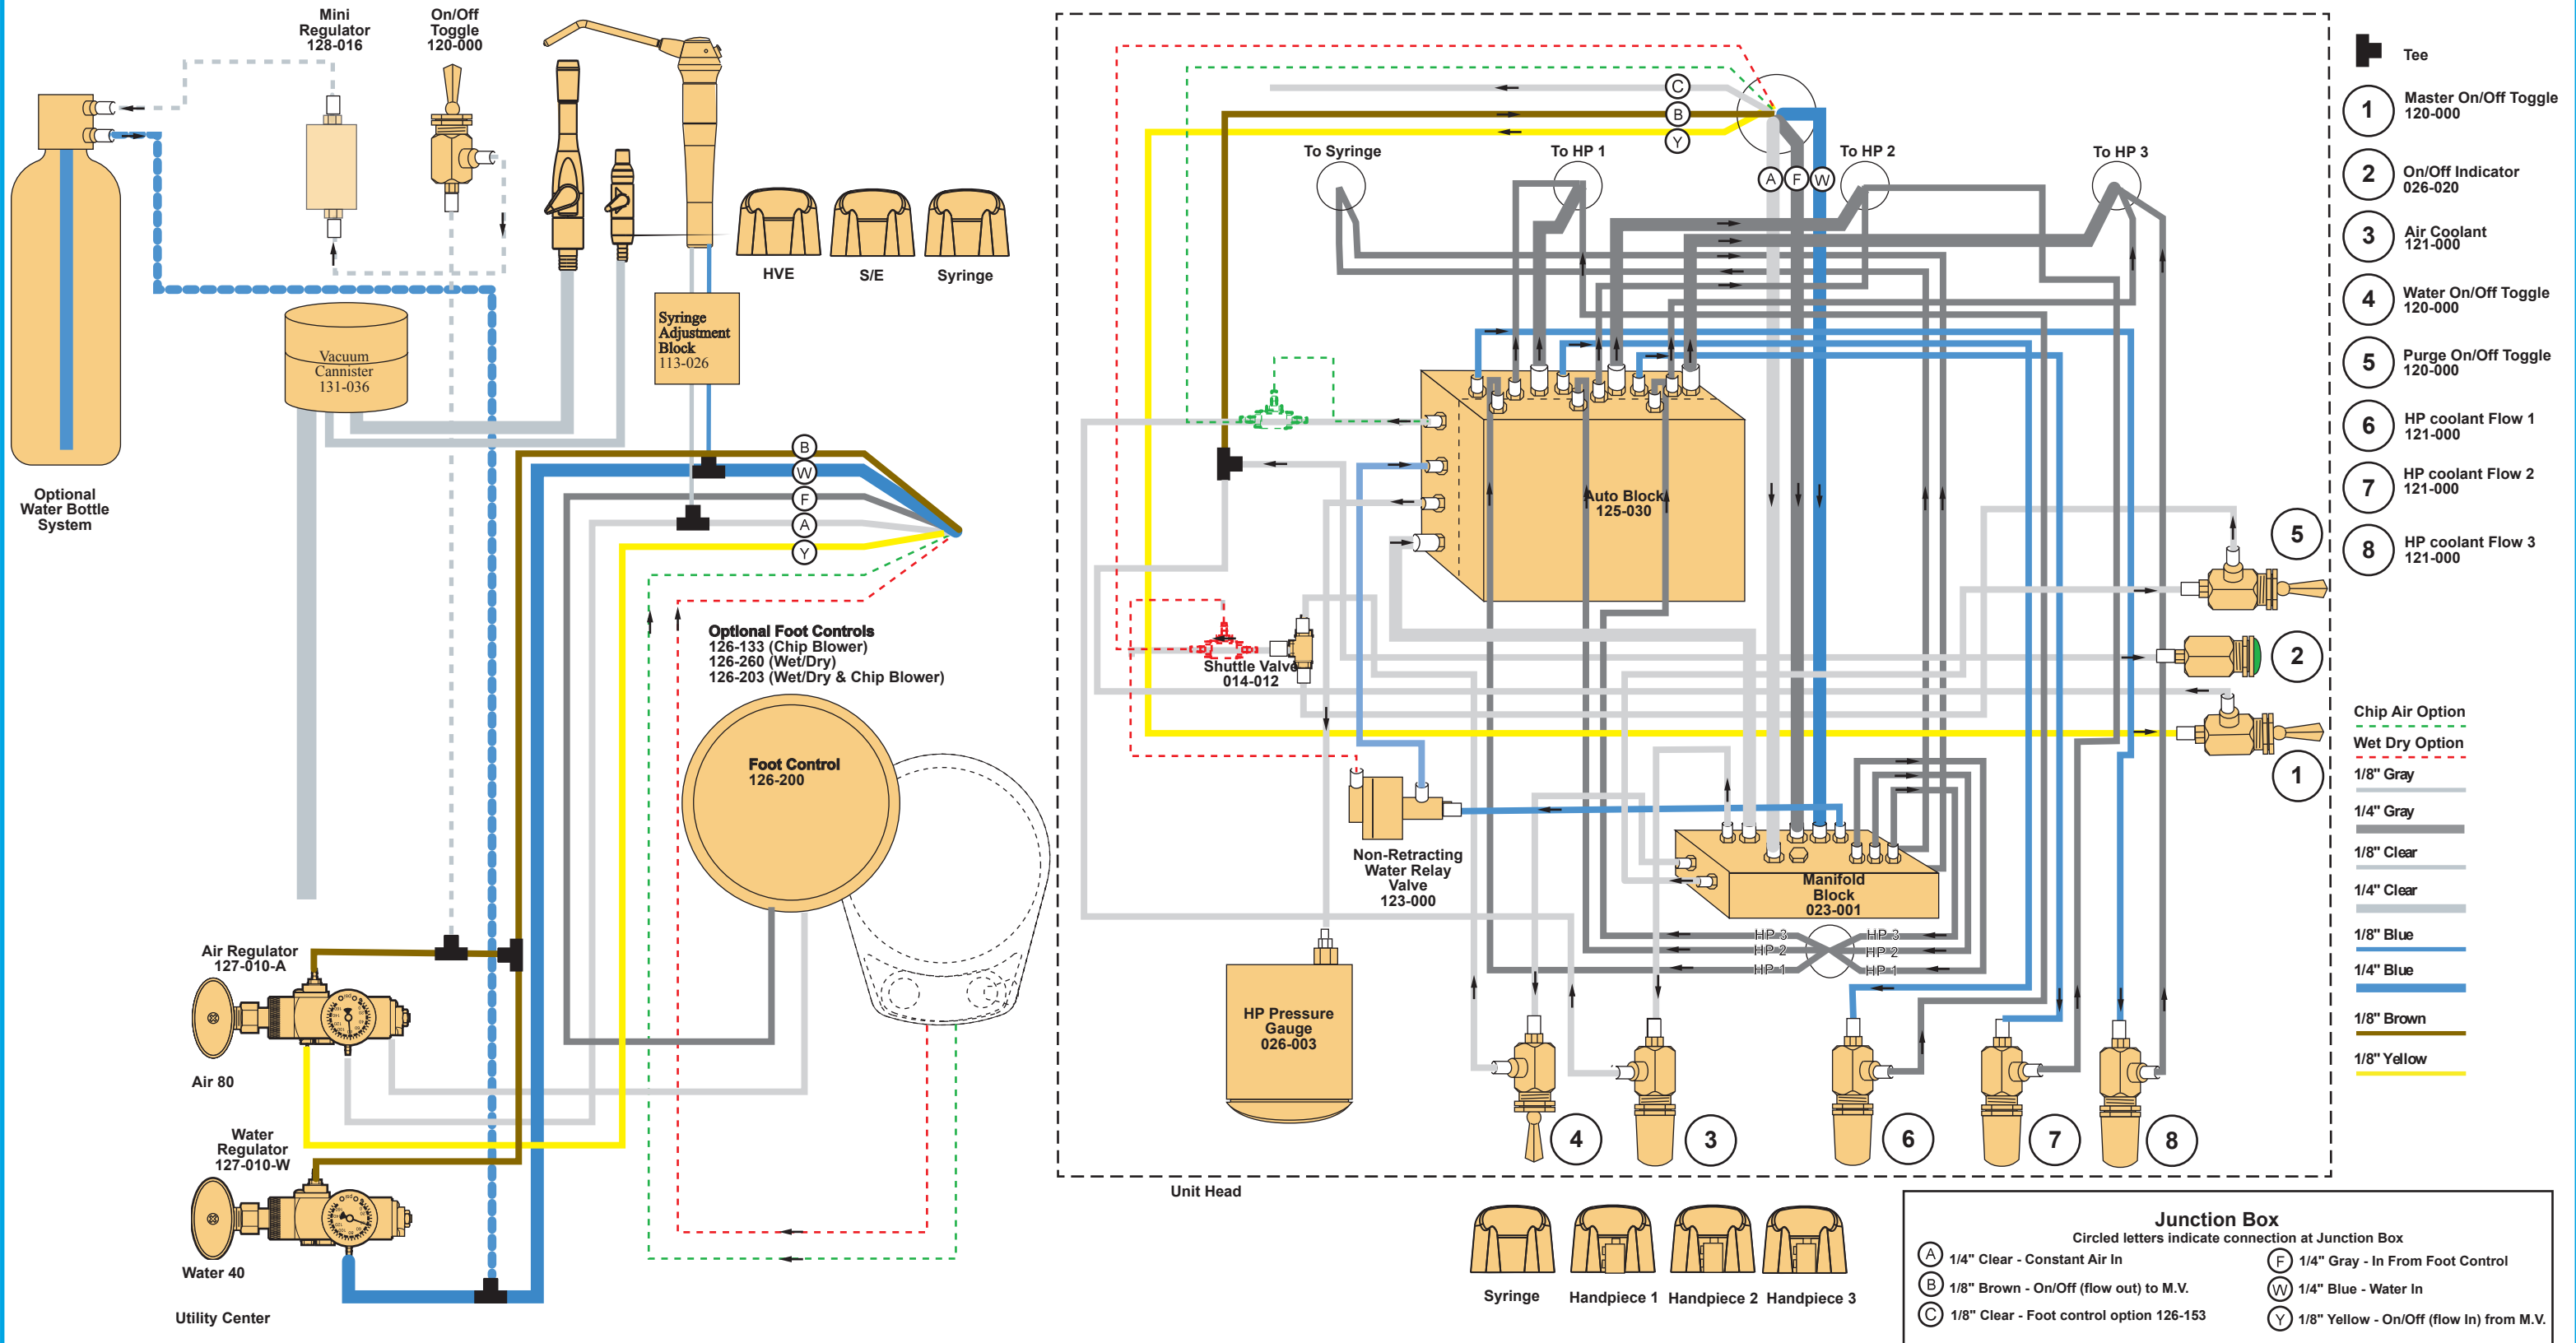 Mini
Regulator
128-016
On/Off
Toggle
120-000
Optional
Water Bottle
System
Vacuum
Cannister
131-036
HVE
S/E
Syringe
Syringe
Adjustment
Block
113-026
B
W
F
A
Y
Optional Foot Controls
126-133 (Chip Blower)
126-260 (Wet/Dry)
126-203 (Wet/Dry & Chip Blower)
Foot Control
126-200
Air Regulator
127-010-A
Air 80
Water
Regulator
127-010-W
Water 40
Utility Center
C
B
Y
To Syringe
To HP 1
To HP 2
To HP 3
A
F
W
Auto Block
125-030
Shuttle Valve
014-012
Non-Retracting
Water Relay
Valve
123-000
Manifold
Block
023-001
HP 3
HP 2
HP 1
HP 3
HP 2
HP 1
HP Pressure
Gauge
026-003
5
2
1
4
3
6
7
8
Unit Head
Tee
1
Master On/Off Toggle
120-000
2
On/Off Indicator
026-020
3
Air Coolant
121-000
4
Water On/Off Toggle
120-000
5
Purge On/Off Toggle
120-000
6
HP coolant Flow 1
121-000
7
HP coolant Flow 2
121-000
8
HP coolant Flow 3
121-000
Chip Air Option
Wet Dry Option
1/8" Gray
1/4" Gray
1/8" Clear
1/4" Clear
1/8" Blue
1/4" Blue
1/8" Brown
1/8" Yellow
Syringe
Handpiece 1
Handpiece 2
Handpiece 3
Junction Box
Circled letters indicate connection at Junction Box
A 1/4" Clear - Constant Air In
B 1/8" Brown - On/Off (flow out) to M.V.
C 1/8" Clear - Foot control option 126-153
F 1/4" Gray - In From Foot Control
W 1/4" Blue - Water In
Y 1/8" Yellow - On/Off (flow In) from M.V.